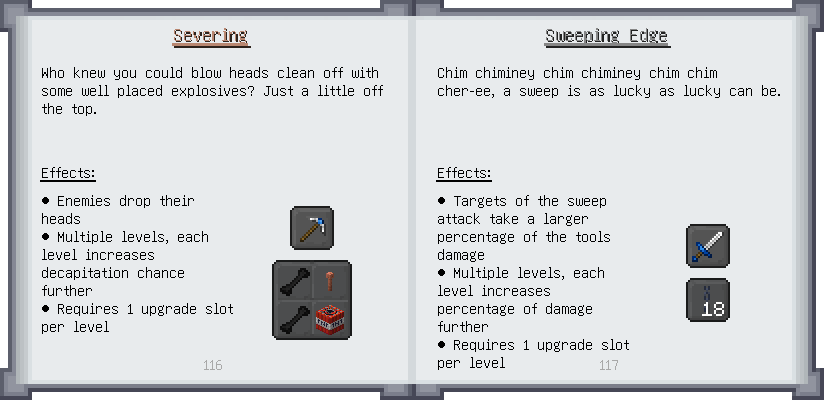 Severing
Who knew you could blow heads clean off with
some well placed explosives? Just a little off
the top.
Effects:
● Enemies drop their
heads
● Multiple levels, each
level increases
decapitation chance
further
● Requires 1 upgrade slot
per level
116
Sweeping Edge
Chim chiminey chim chiminey chim chim
cher-ee, a sweep is as lucky as lucky can be.
Effects:
● Targets of the sweep
attack take a larger
percentage of the tools
damage
● Multiple levels, each
level increases
percentage of damage
further
● Requires 1 upgrade slot
per level
18
117